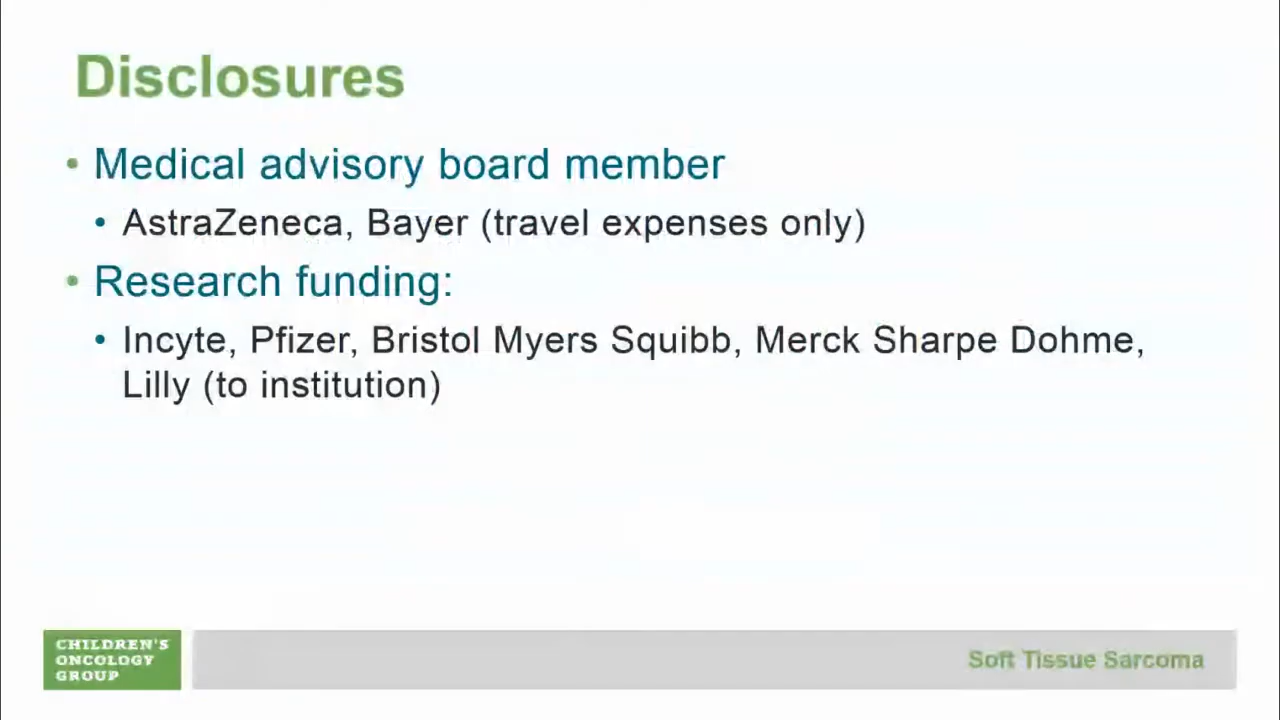 Disclosures
• Medical advisory board member
• AstraZeneca, Bayer (travel expenses only)
• Research funding:
• Incyte, Pfizer, Bristol Myers Squibb, Merck Sharpe Dohme,
Lilly (to institution)
CHILDREN'S
ONCOLOGY
GROUP
Soft Tissue Sarcoma